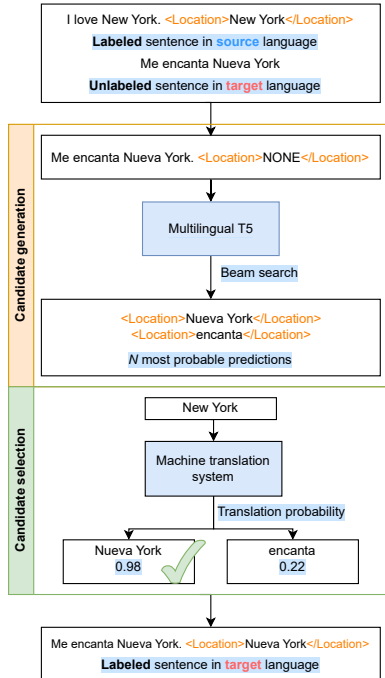 I love New York. <Location>New York</Location>
Labeled sentence in source language
Me encanta Nueva York
Unlabeled sentence in target language
Candidate generation
Me encanta Nueva York. <Location>NONE</Location>
Multilingual T5
Beam search
<Location>Nueva York</Location>
<Location>encanta</Location>
N most probable predictions
Candidate selection
New York
Machine translation
system
Translation probability
Nueva York
0.98
encanta
0.22
Me encanta Nueva York. <Location>Nueva York</Location>
Labeled sentence in target language